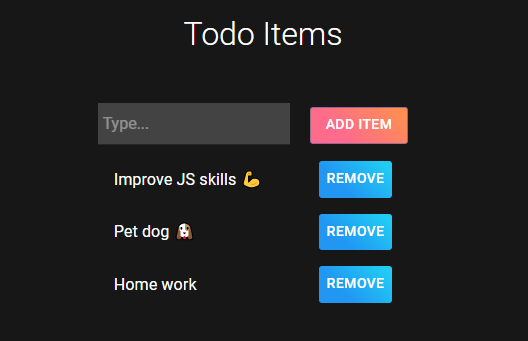 Todo Items
Type...
ADD ITEM
Improve JS skills 💪
REMOVE
Pet dog 🐶
REMOVE
Home work
REMOVE